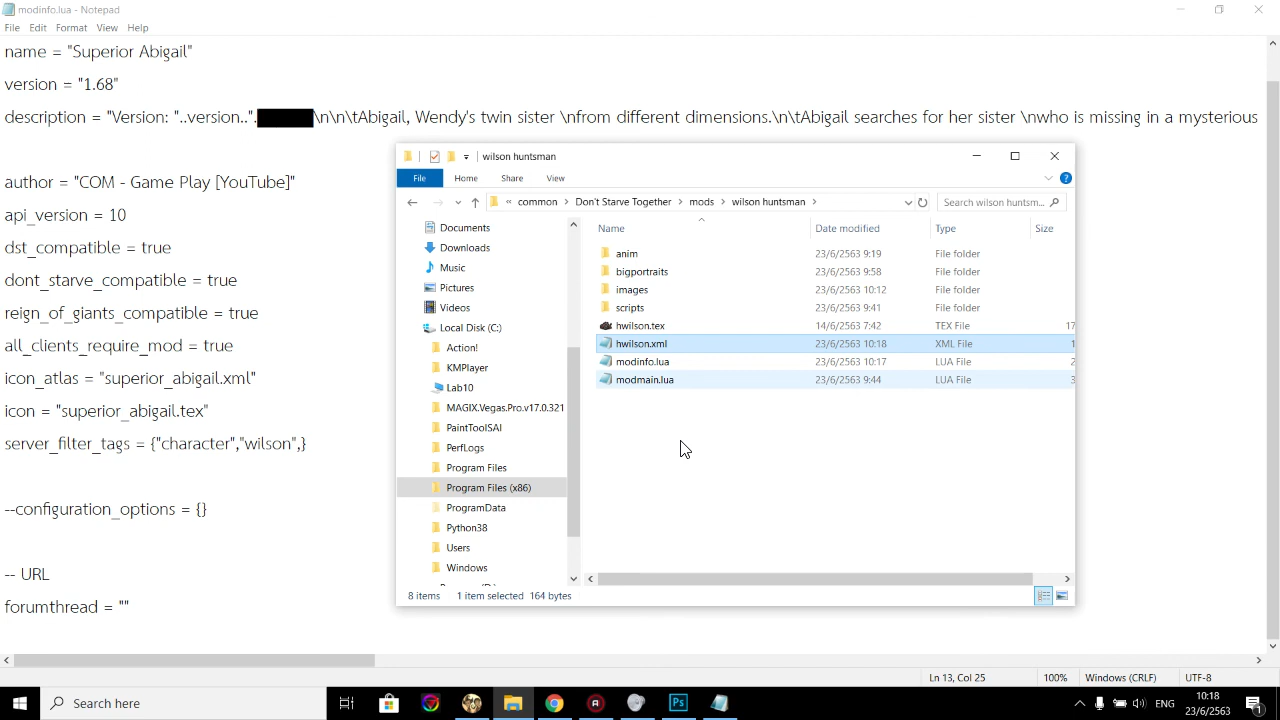 modinfo.lua - Notepad
File Edit Format View Help
name = "Superior Abigail"
version = "1.68"
description = "Version: "..version..".\n\n\tAbigail, Wendy's twin sister \nfrom different dimensions.\n\tAbigail searches for her sister \nwho is missing in a mysterious
author = "COM - Game Play [YouTube]"
api_version = 10
dst_compatible = true
dont_starve_compatible = true
reign_of_giants_compatible = true
all_clients_require_mod = true
icon_atlas = "superior_abigail.xml"
icon = "superior_abigail.tex"
server_filter_tags = {"character","wilson",}
--configuration_options = {}
-- URL
forumthread = ""
wilson huntsman
File Home Share View
« common > Don't Starve Together > mods > wilson huntsman >
Search wilson huntsm...
Documents
Downloads
Music
Pictures
Videos
Local Disk (C:)
Action!
KMPlayer
Lab10
MAGIX.Vegas.Pro.v17.0.321
PaintToolSAI
PerfLogs
Program Files
Program Files (x86)
ProgramData
Python38
Users
Windows
Name Date modified Type Size
anim 23/6/2563 9:19 File folder
bigportraits 23/6/2563 9:58 File folder
images 23/6/2563 10:12 File folder
scripts 23/6/2563 9:41 File folder
hwilson.tex 14/6/2563 7:42 TEX File 17
hwilson.xml 23/6/2563 10:18 XML File 1
modinfo.lua 23/6/2563 10:17 LUA File 2
modmain.lua 23/6/2563 9:44 LUA File 3
8 items 1 item selected 164 bytes
Ln 13, Col 25 100% Windows (CRLF) UTF-8
Search here
Ps
ENG
10:18
23/6/2563
1